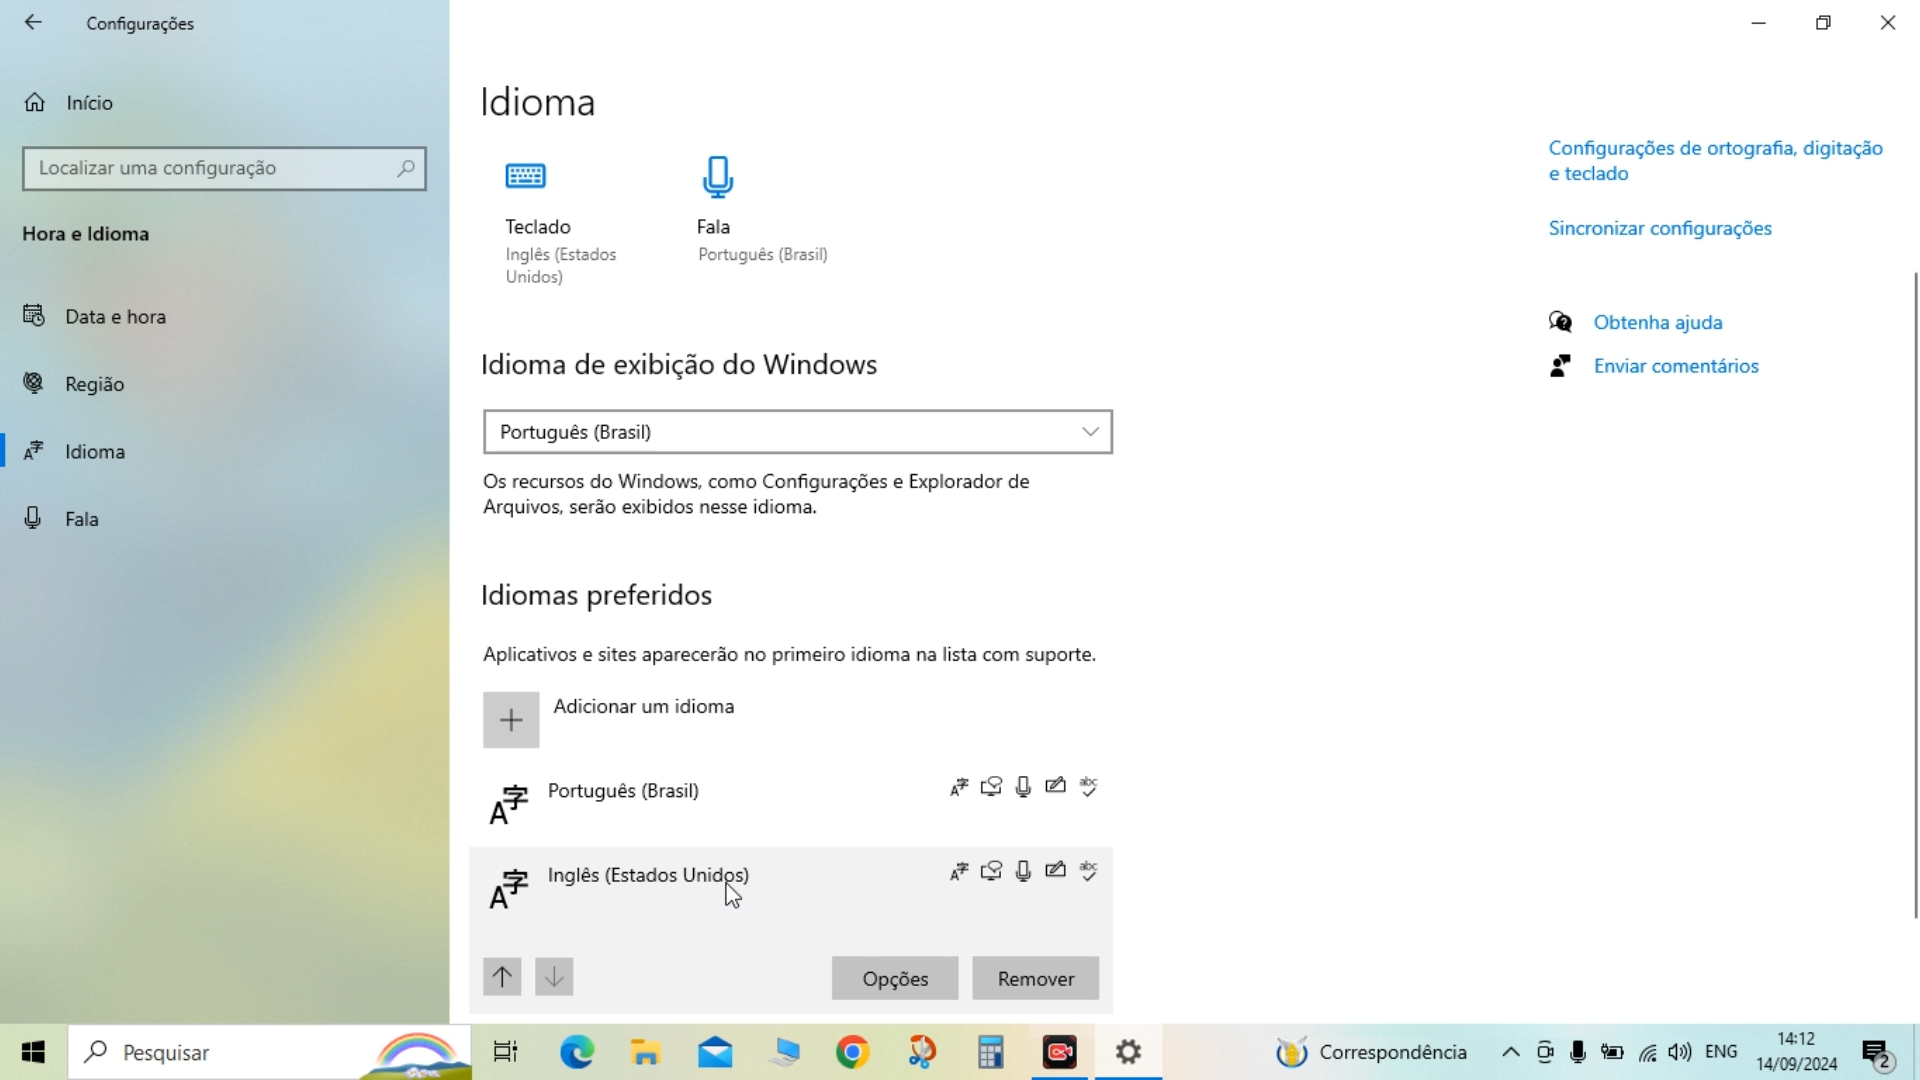 Configurações
Início
Localizar uma configuração
Hora e Idioma
Data e hora
Região
Idioma
Fala
Idioma
Teclado
Inglês (Estados
Unidos)
Fala
Português (Brasil)
Idioma de exibição do Windows
Português (Brasil)
Os recursos do Windows, como Configurações e Explorador de
Arquivos, serão exibidos nesse idioma.
Idiomas preferidos
Aplicativos e sites aparecerão no primeiro idioma na lista com suporte.
Adicionar um idioma
Português (Brasil)
Inglês (Estados Unidos)
Opções
Remover
Configurações de ortografia, digitação
e teclado
Sincronizar configurações
Obtenha ajuda
Enviar comentários
Pesquisar
Correspondência
ENG
14:12
14/09/2024
2